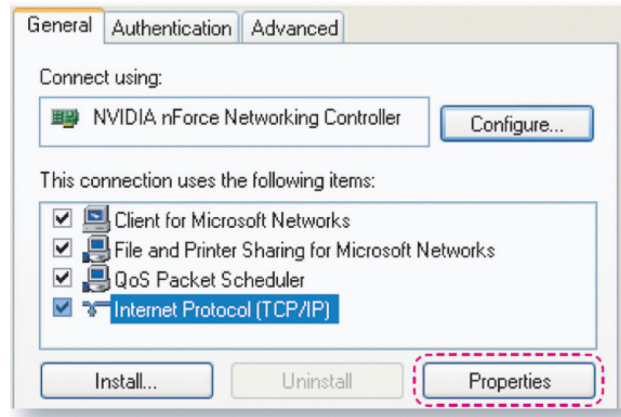 General Authentication Advanced
Connect using:
NVIDIA nForce Networking Controller Configure...
This connection uses the following items:
Client for Microsoft Networks
File and Printer Sharing for Microsoft Networks
QoS Packet Scheduler
Internet Protocol (TCP/IP)
Install... Uninstall Properties